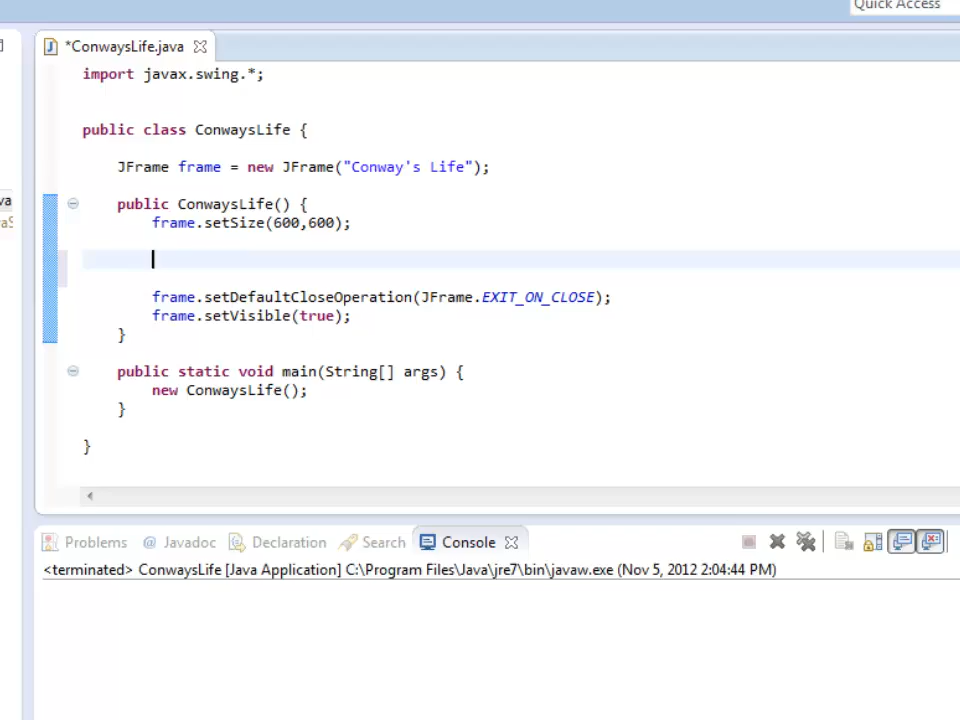 Quick Access
*ConwaysLife.java
import javax.swing.*;
public class ConwaysLife {
JFrame frame = new JFrame("Conway's Life");
va
public ConwaysLife() {
aS
frame.setSize(600,600);
frame.setDefaultCloseOperation(JFrame.EXIT_ON_CLOSE);
frame.setVisible(true);
}
public static void main(String[] args) {
new ConwaysLife();
}
}
Problems @ Javadoc Declaration Search Console
<terminated> ConwaysLife [Java Application] C:\Program Files\Java\jre7\bin\javaw.exe (Nov 5, 2012 2:04:44 PM)